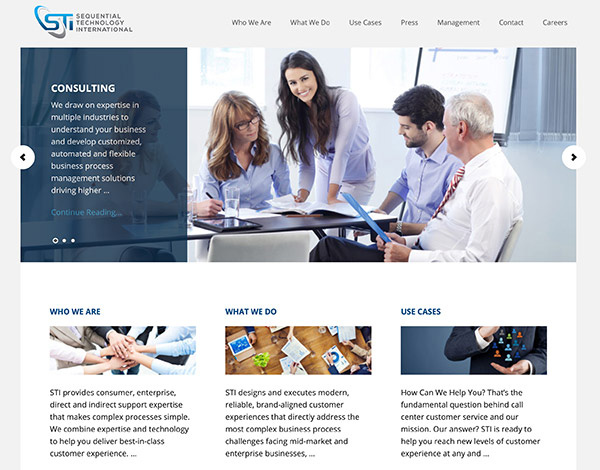 STi SEQUENTIAL
TECHNOLOGY
INTERNATIONAL
Who We Are What We Do Use Cases Press Management Contact Careers
CONSULTING
We draw on expertise in
multiple industries to
understand your business
and develop customized,
automated and flexible
business process
management solutions
driving higher ...
Continue Reading...
WHO WE ARE
STI provides consumer, enterprise,
direct and indirect support expertise
that makes complex processes simple.
We combine expertise and technology
to help you deliver best-in-class
customer experience. ...
WHAT WE DO
STI designs and executes modern,
reliable, brand-aligned customer
experiences that directly address the
most complex business process
challenges facing mid-market and
enterprise businesses, ...
USE CASES
How Can We Help You? That's the
fundamental question behind call
center customer service and our
mission. Our answer? STI is ready to
help you reach new levels of customer
experience at any and ...